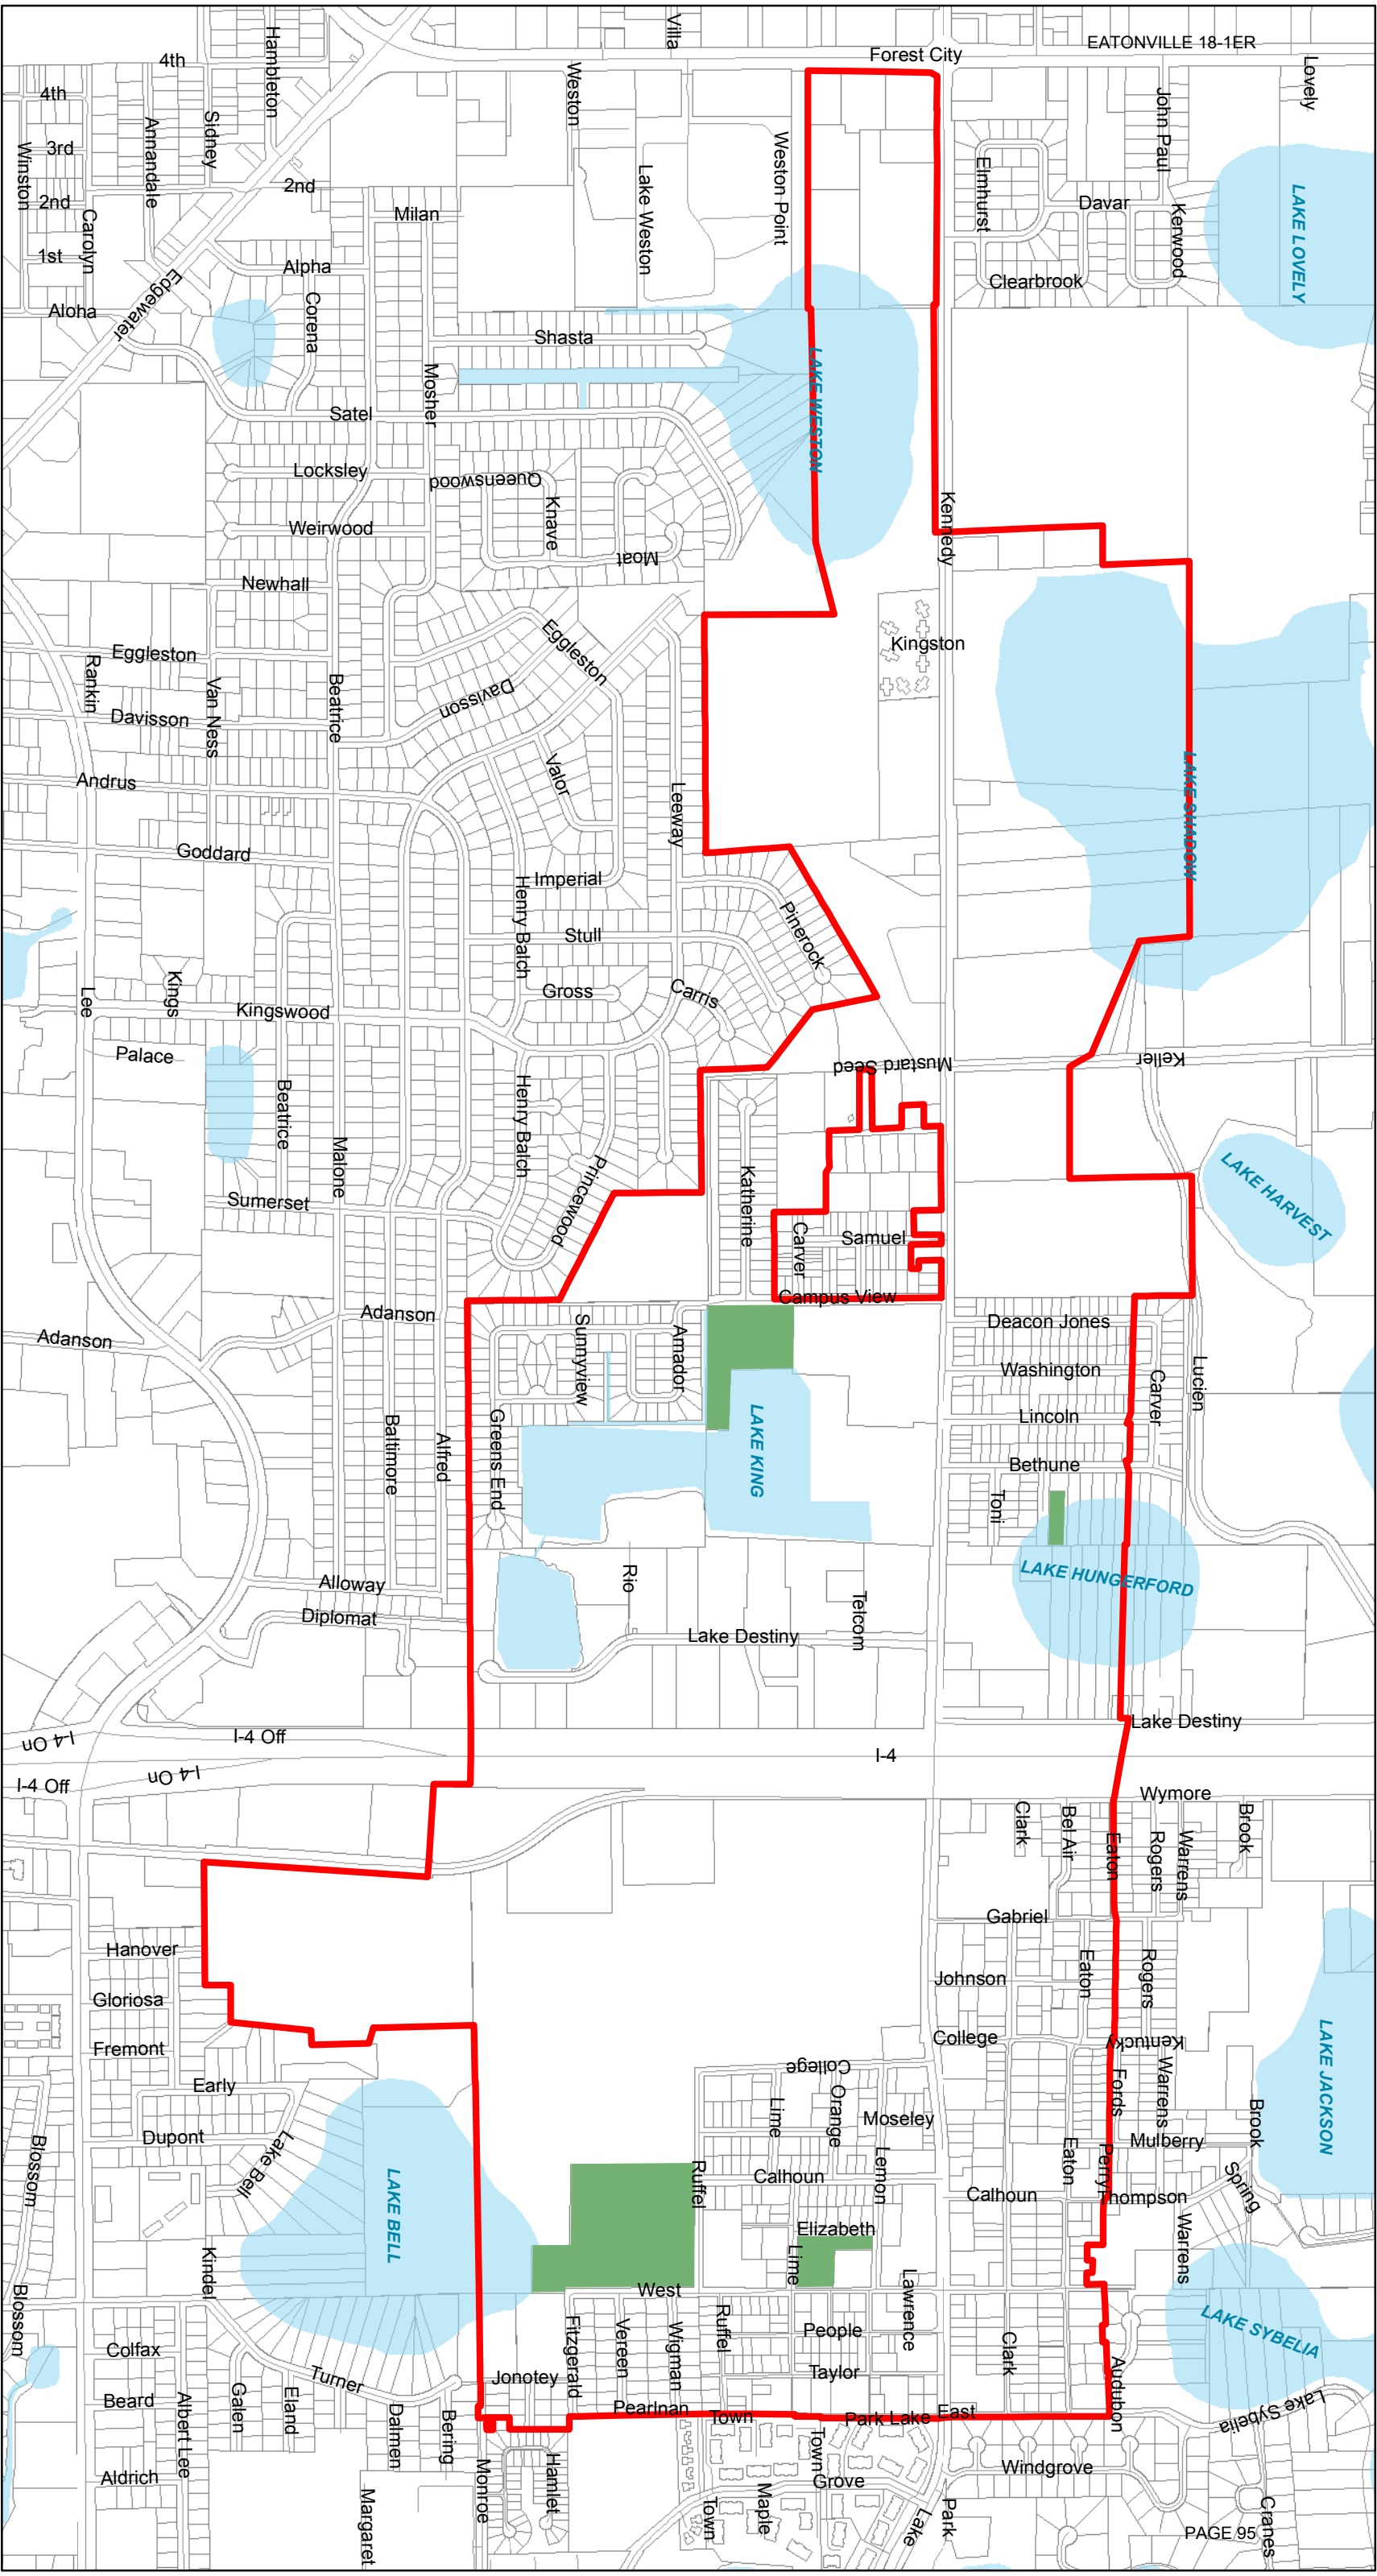 Villa
Forest City
EATONVILLE 18-1ER
Lovely
Hambleton
4th
4th
Weston
John Paul
Annandale
Sidney
3rd
Winston
Weston Point
Elmhurst
Lake Weston
2nd
2nd
Carolyn
Milan
Davar
Kerwood
LAKE LOVELY
1st
Alpha
Clearbrook
Edgewater
Aloha
Corena
Shasta
LAKE WESTON
Mosher
Satel
Locksley
Queenswood
Knave
Weirwood
Kennedy
Moat
Newhall
Eggleston
Eggleston
Kingston
Rankin
Davisson
Van Ness
Beatrice
Davisson
Andrus
Valor
Leeway
LAKE SHADOW
Goddard
Imperial
Henry Balch
Stull
Pinerock
Kings
Gross
Carris
Lee
Kingswood
Palace
Mustard Seed
Keller
Beatrice
Henry Balch
Malone
Princewood
Katherine
LAKE HARVEST
Sumerset
Carver
Samuel
Campus View
Adanson
Adanson
Sunnyview
Amador
Deacon Jones
Washington
Carver
Lucien
Lincoln
Baltimore
Alfred
Greens End
LAKE KING
Bethune
Toni
Alloway
Rio
Telcom
LAKE HUNGERFORD
Diplomat
Lake Destiny
Lake Destiny
I-4 On
I-4 Off
I-4
I-4 Off
I-4 On
Wymore
Clark
Bel Air
Eaton
Rogers
Warrens
Brook
Gabriel
Hanover
Johnson
Eaton
Rogers
Gloriosa
Fremont
College
Kentucky
LAKE JACKSON
College
Early
Lime
Orange
Moseley
Fords
Warrens
Brook
Dupont
Lake Bell
Blossom
Mulberry
Ruffel
Calhoun
Lemon
Eaton
Perry
Spring
LAKE BELL
Calhoun
Thompson
Elizabeth
Warrens
Kindel
Lime
West
Lawrence
Blossom
LAKE SYBELIA
Fitzgerald
Vereen
Wigman
Ruffel
People
Clark
Colfax
Turner
Jonotey
Taylor
Audubon
Beard
Albert Lee
Galen
Eland
Dalmen
Bering
Pearlnan
Town
Park Lake
East
Lake Sybelia
Monroe
Hamlet
Town
Windgrove
Aldrich
Grove
Margaret
Town
Maple
Lake
Park
Cranes
PAGE 95